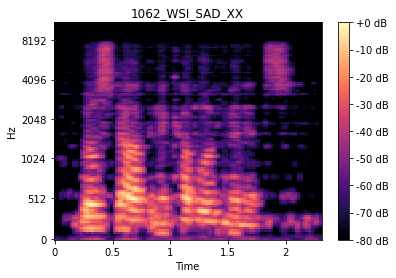 1062_WSI_SAD_XX
+0 dB
8192
-10 dB
4096
-20 dB
-30 dB
2048
Hz
-40 dB
1024
-50 dB
512
-60 dB
-70 dB
0
-80 dB
0 0.5 1 1.5 2
Time